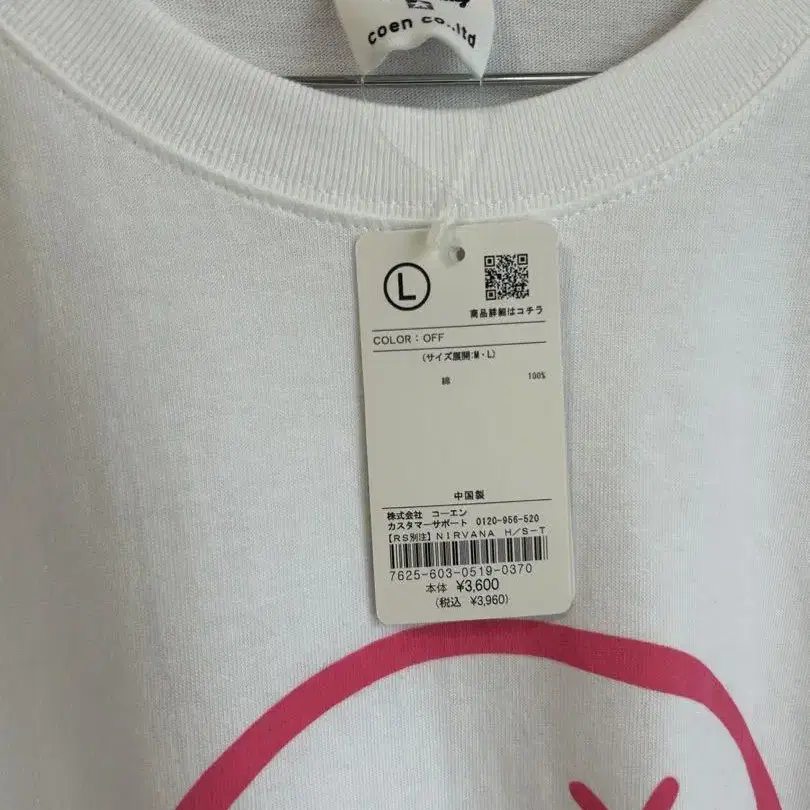 coen co.,ltd
L
商品詳細はコチラ
COLOR : OFF
(サイズ展開:M・L)
綿 100%
中国製
株式会社 コーエン
カスタマーサポート 0120-956-520
【RS別注】NIRVANA H/S-T
7625-603-0519-0370
本体 ¥3,600
(税込 ¥3,960)